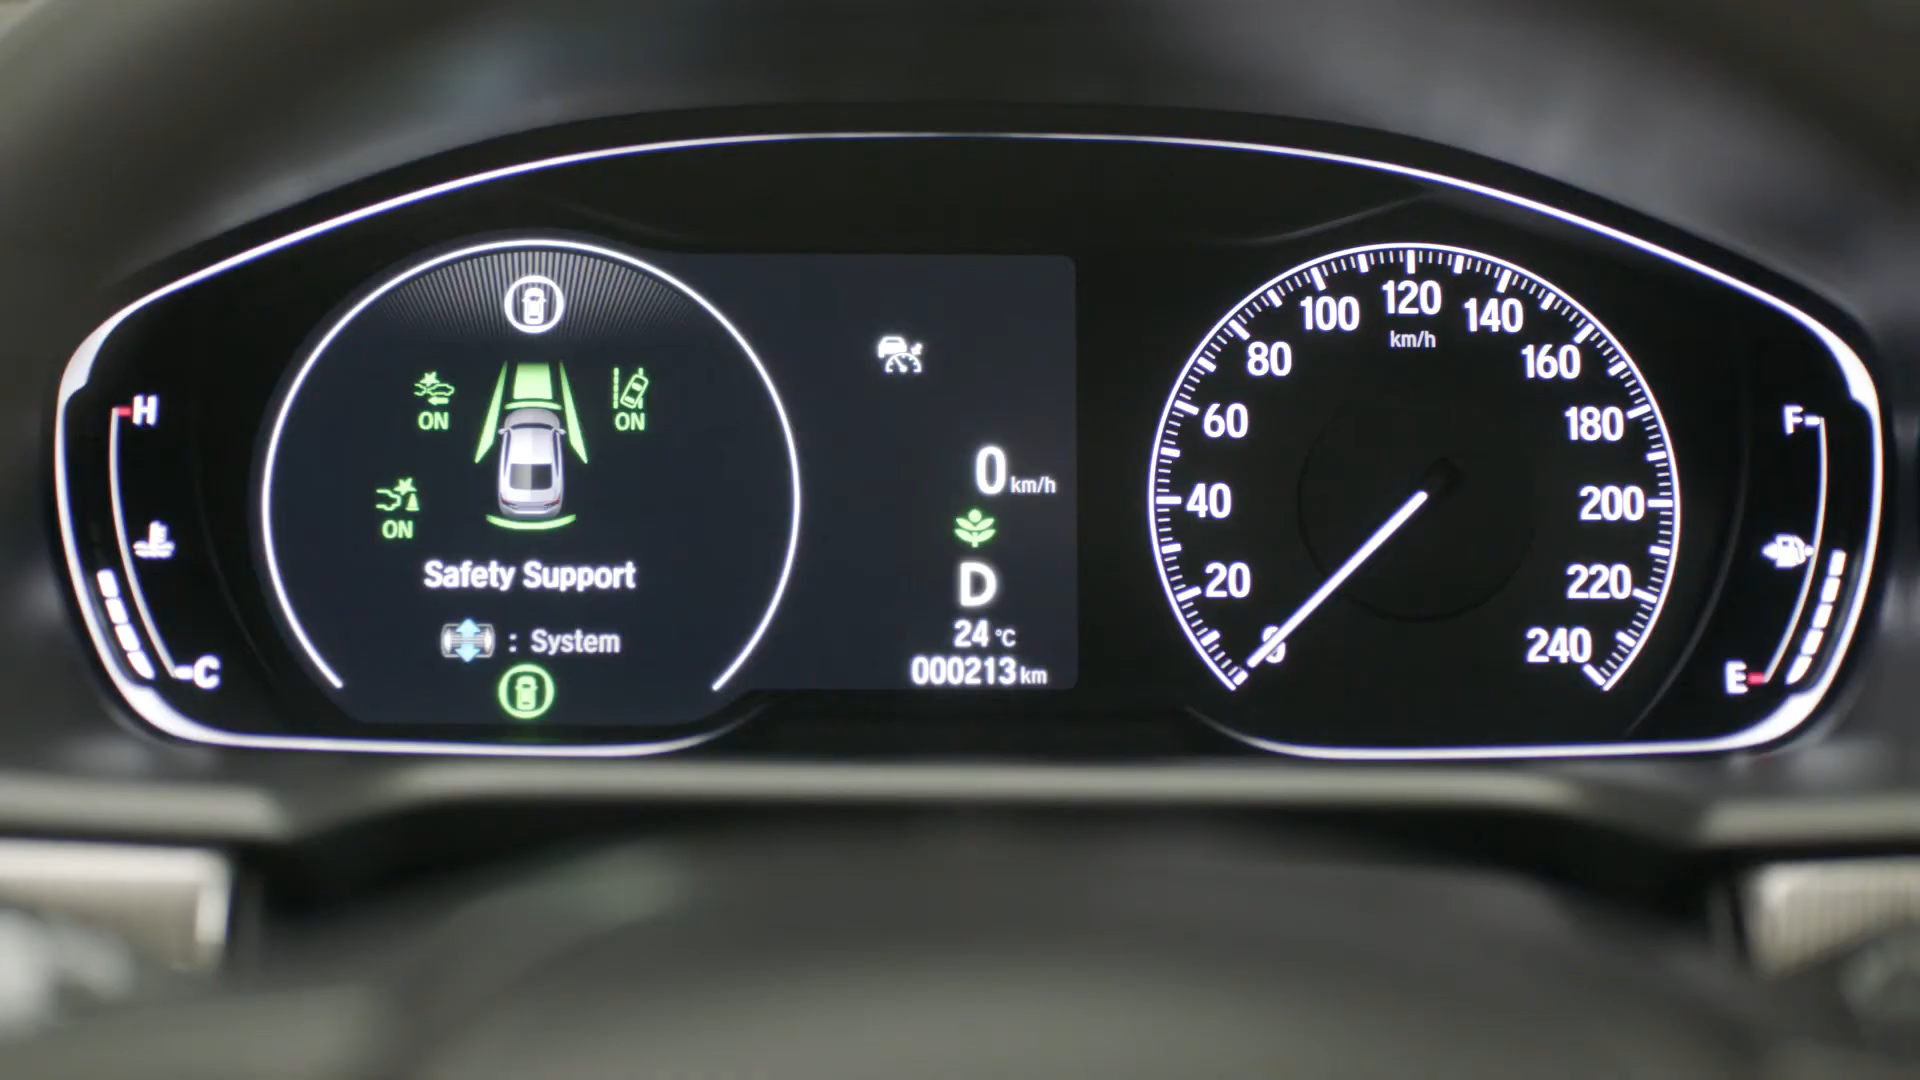 H
C
ON
ON
ON
Safety Support
: System
0 km/h
D
24 °C
000213 km
0
20
40
60
80
100
120
140
160
180
200
220
240
km/h
F
E